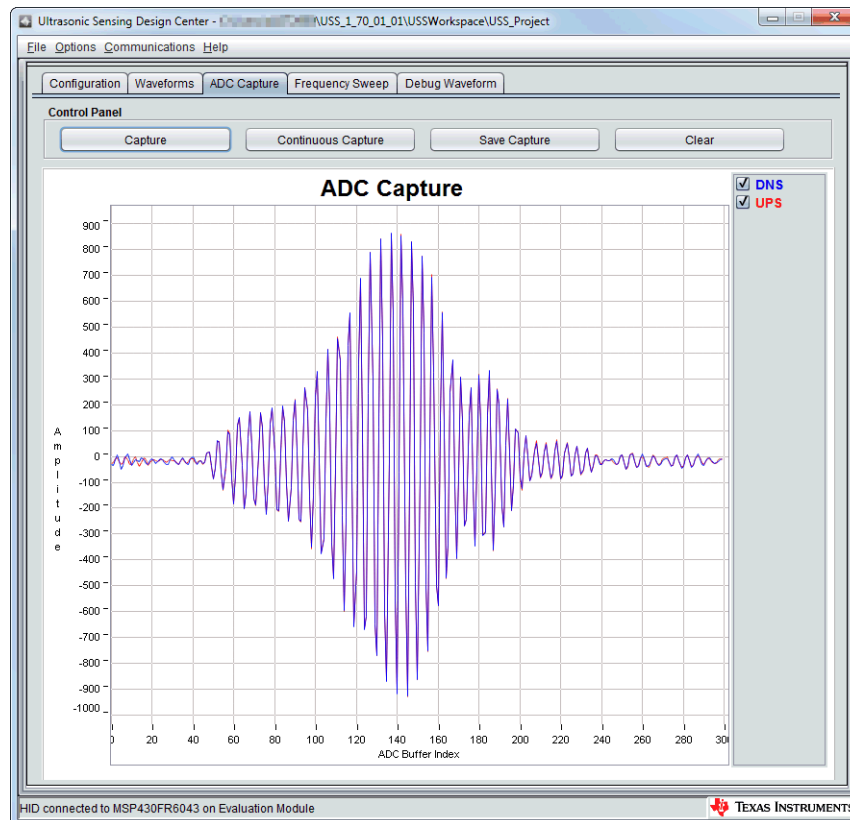 Ultrasonic Sensing Design Center - \USS_1_70_01_01\USSWorkspace\USS_Project
File Options Communications Help
Configuration Waveforms ADC Capture Frequency Sweep Debug Waveform
Control Panel
Capture Continuous Capture Save Capture Clear
ADC Capture
DNS
UPS
900
800
700
600
500
400
300
200
100
0
-100
-200
-300
-400
-500
-600
-700
-800
-900
-1000
Amplitude
20 40 60 80 100 120 140 160 180 200 220 240 260 280
ADC Buffer Index
HID connected to MSP430FR6043 on Evaluation Module
TEXAS INSTRUMENTS